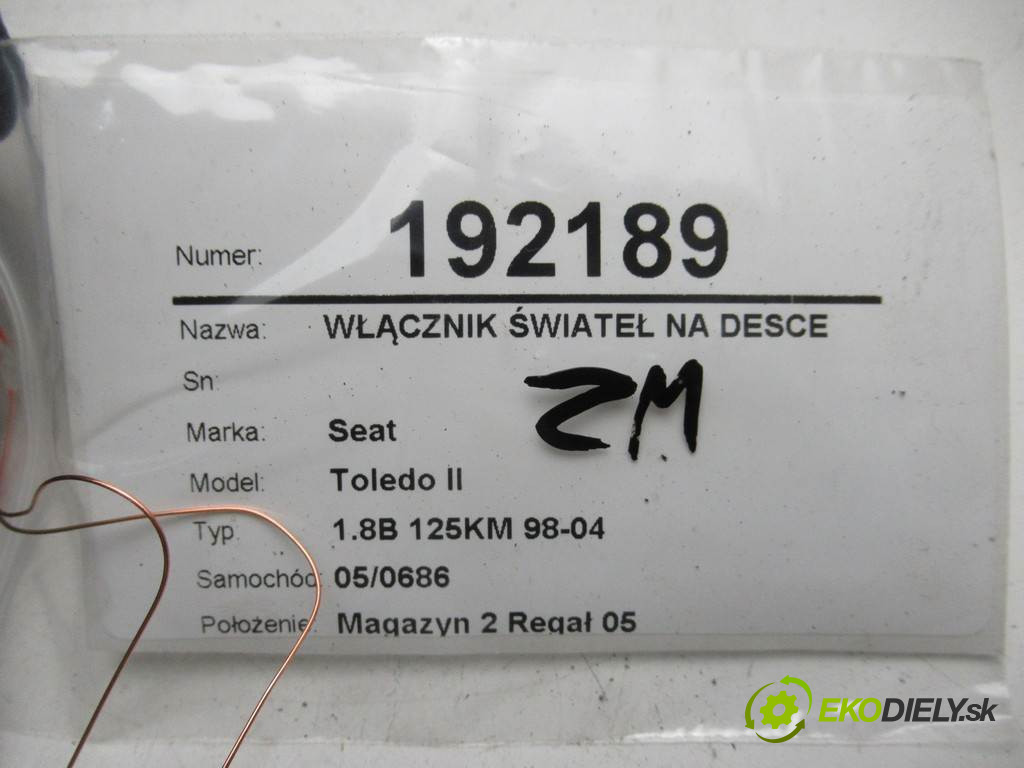 Numer: 192189
Nazwa: WŁĄCZNIK ŚWIATEŁ NA DESCE
Sn:
ZM
Marka: Seat
Model: Toledo II
Typ: 1.8B 125KM 98-04
Samochód: 05/0686
Położenie: Magazyn 2 Regał 05
EKODIELY.sk